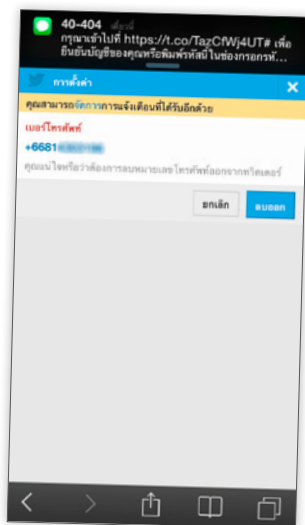 40-404 เดี๋ยวนี้
กรุณาเข้าไปที่ https://t.co/TazCfWj4UT# เพื่อ
ยืนยันบัญชีของคุณหรือพิมพ์รหัสนี้ในช่องกรอกรหั...
การตั้งค่า
คุณสามารถจัดการการแจ้งเตือนที่ได้รับอีกด้วย
เบอร์โทรศัพท์
+6681
คุณแน่ใจหรือว่าต้องการลบหมายเลขโทรศัพท์ออกจากทวิตเตอร์
ยกเลิก ลบออก